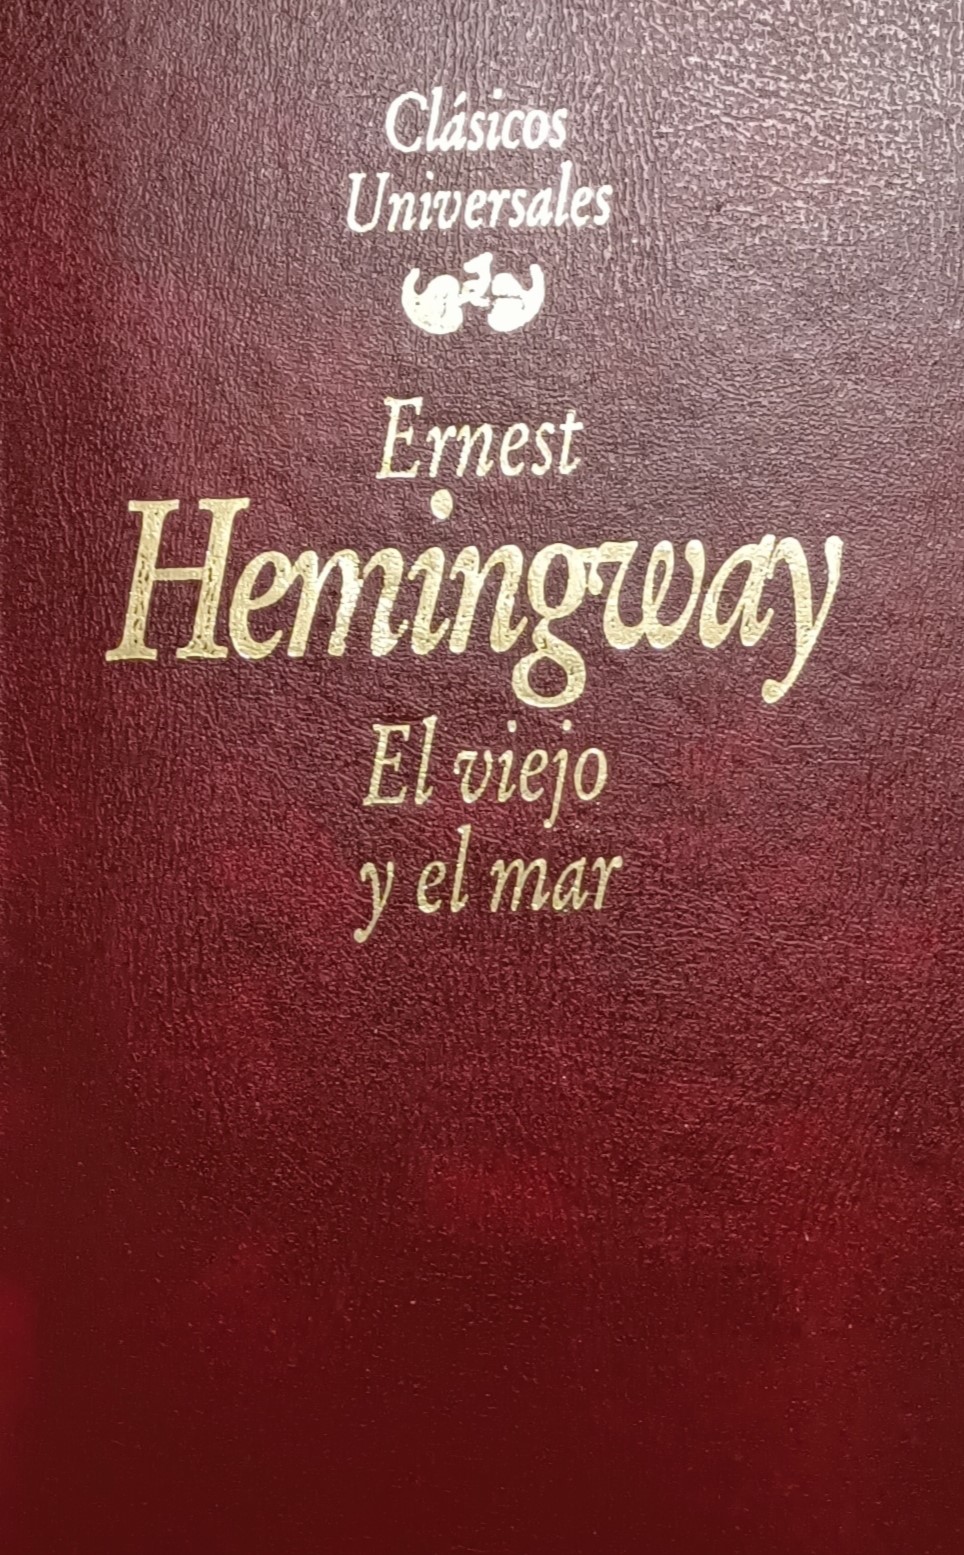 Clásicos
Universales
Ernest
Hemingway
El viejo
y el mar